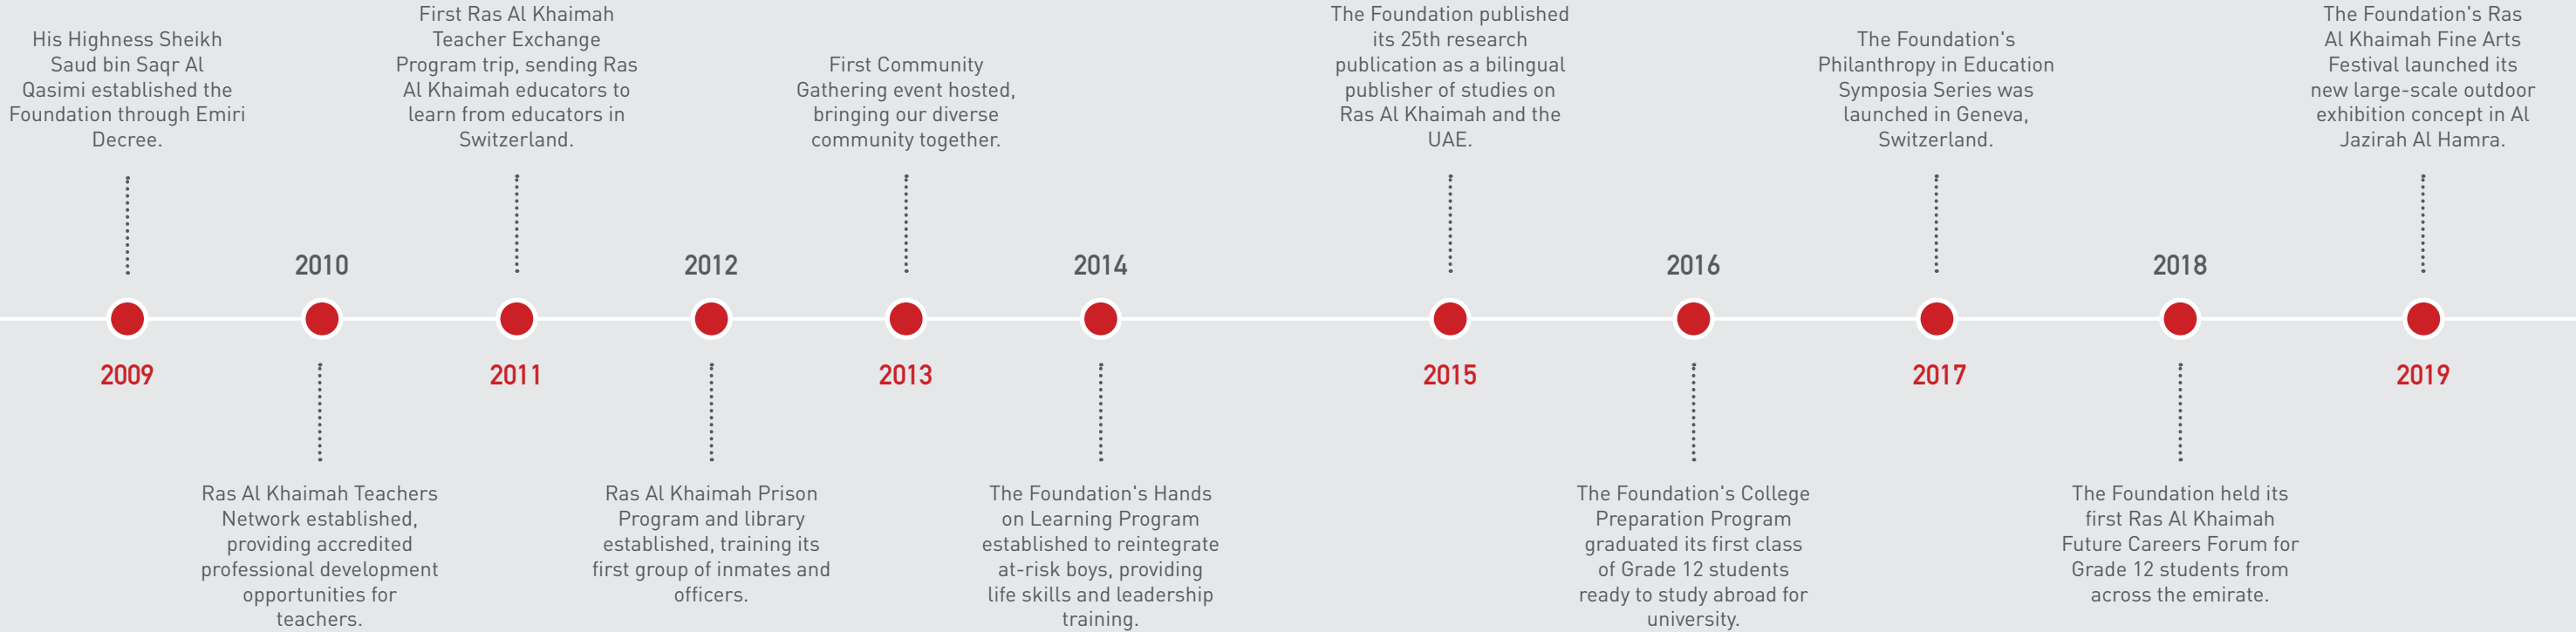 His Highness Sheikh
Saud bin Saqr Al
Qasimi established the
Foundation through Emiri
Decree.
2009
2010
Ras Al Khaimah Teachers
Network established,
providing accredited
professional development
opportunities for
teachers.
First Ras Al Khaimah
Teacher Exchange
Program trip, sending Ras
Al Khaimah educators to
learn from educators in
Switzerland.
2011
2012
Ras Al Khaimah Prison
Program and library
established, training its
first group of inmates and
officers.
First Community
Gathering event hosted,
bringing our diverse
community together.
2013
2014
The Foundation's Hands
on Learning Program
established to reintegrate
at-risk boys, providing
life skills and leadership
training.
The Foundation published
its 25th research
publication as a bilingual
publisher of studies on
Ras Al Khaimah and the
UAE.
2015
2016
The Foundation's College
Preparation Program
graduated its first class
of Grade 12 students
ready to study abroad for
university.
The Foundation's
Philanthropy in Education
Symposia Series was
launched in Geneva,
Switzerland.
2017
2018
The Foundation held its
first Ras Al Khaimah
Future Careers Forum for
Grade 12 students from
across the emirate.
The Foundation's Ras
Al Khaimah Fine Arts
Festival launched its
new large-scale outdoor
exhibition concept in Al
Jazirah Al Hamra.
2019